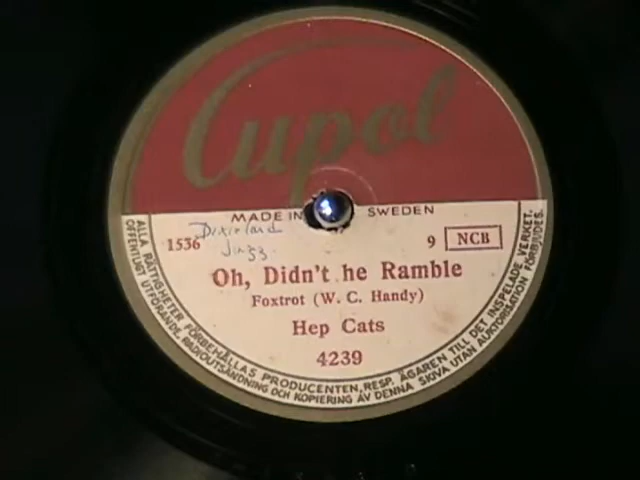 Cupol
MADE IN SWEDEN
1536 Dixieland 9 NCB
Jazz
Oh, Didn't he Ramble
Foxtrot (W. C. Handy)
Hep Cats
4239
ALLA RÄTTIGHETER FÖRBEHÅLLAS PRODUCENTEN, RESP. ÄGAREN TILL DET INSPELADE VERKET.
OFFENTLIGT UTFÖRANDE, RADIOUTSÄNDNING OCH KOPIERING AV DENNA SKIVA UTAN AUKTORISATION FÖRBJUDES.